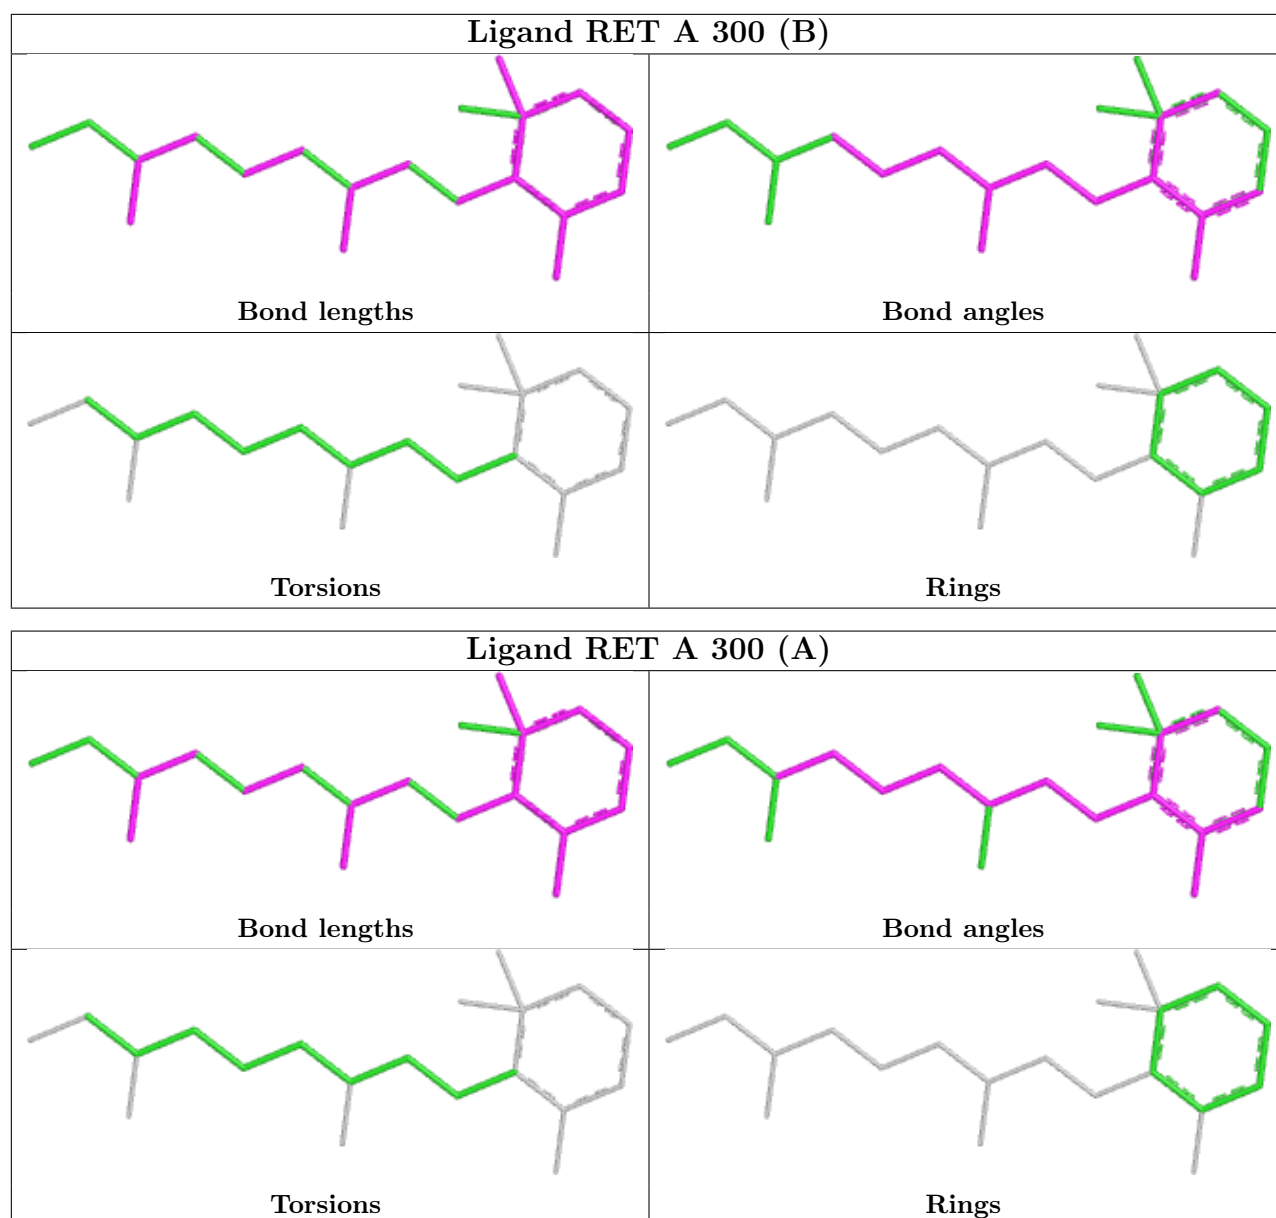 Ligand RET A 300 (B)
Bond lengths
Bond angles
Torsions
Rings
Ligand RET A 300 (A)
Bond lengths
Bond angles
Torsions
Rings